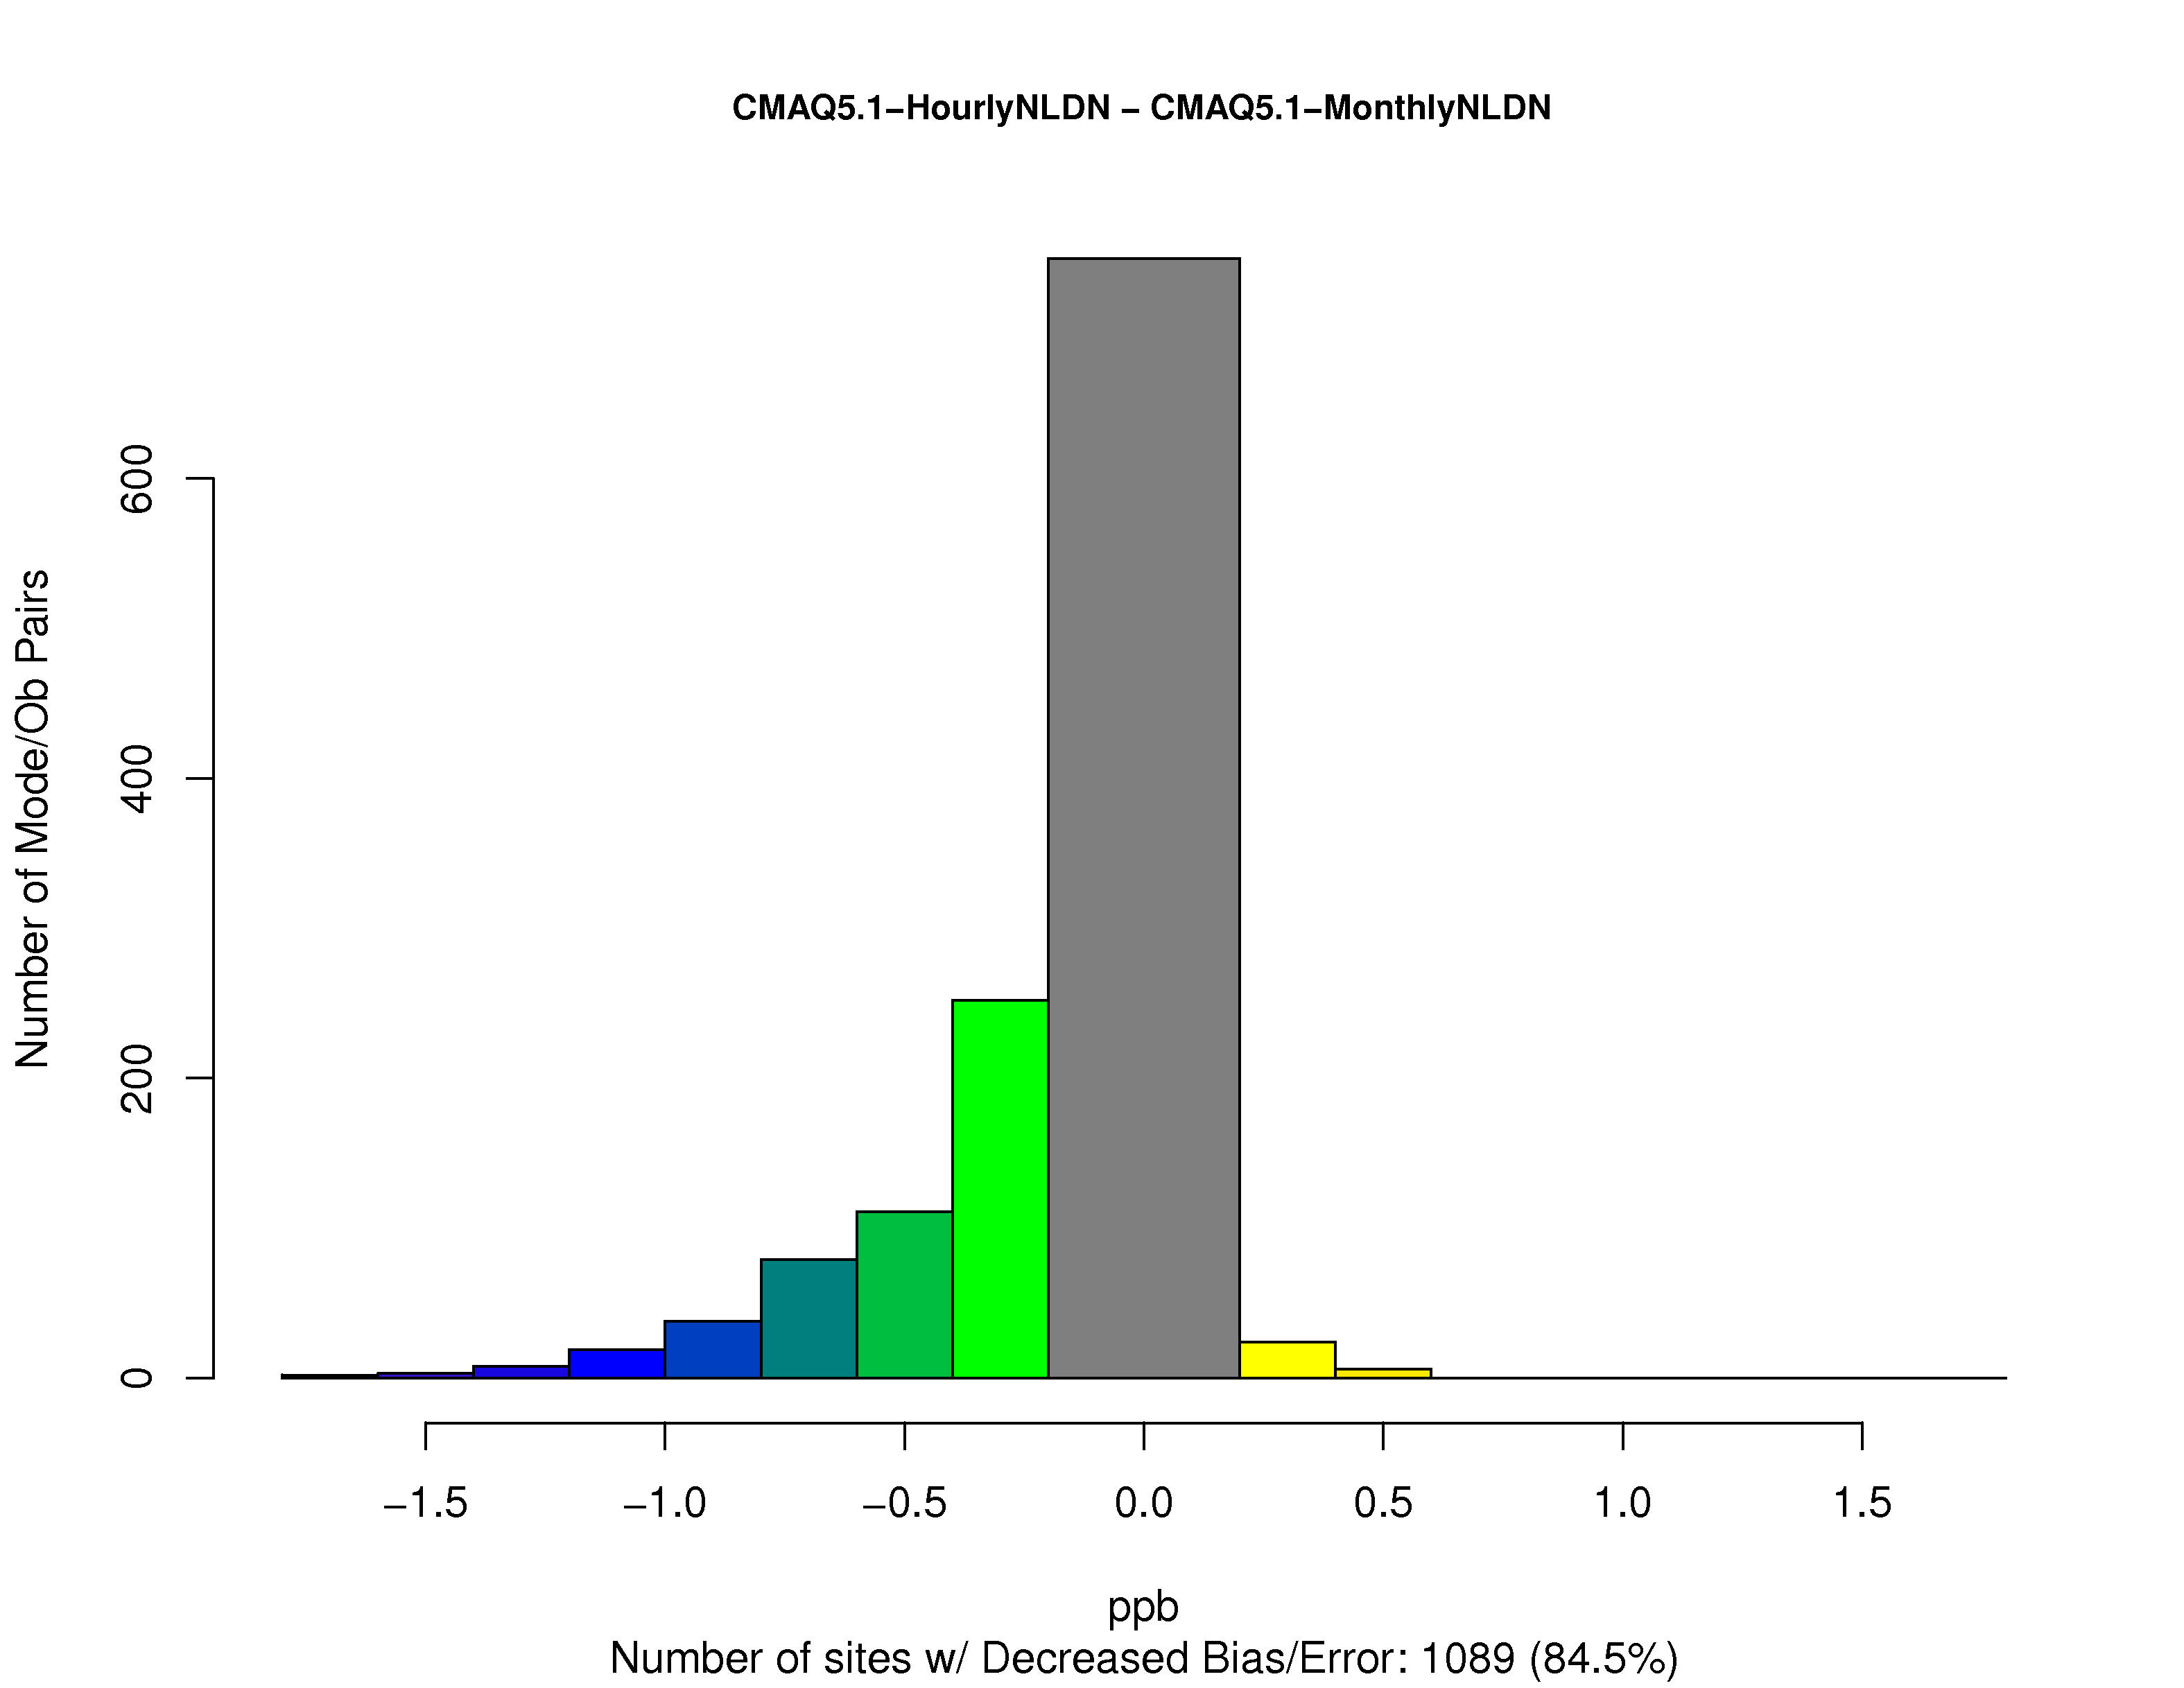 CMAQ5.1−HourlyNLDN − CMAQ5.1−MonthlyNLDN
Number of Mode/Ob Pairs
600
400
200
0
−1.5 −1.0 −0.5 0.0 0.5 1.0 1.5
ppb
Number of sites w/ Decreased Bias/Error: 1089 (84.5%)